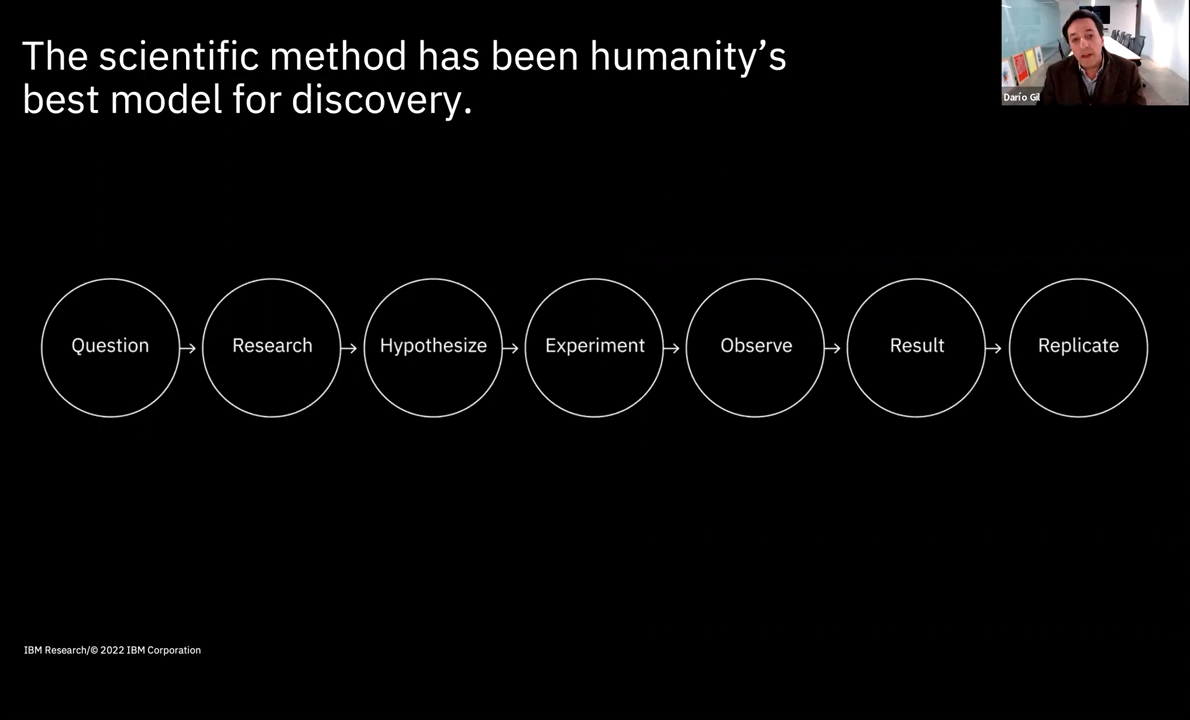 The scientific method has been humanity’s
best model for discovery.
Darío Gil
Question
Research
Hypothesize
Experiment
Observe
Result
Replicate
IBM Research/© 2022 IBM Corporation